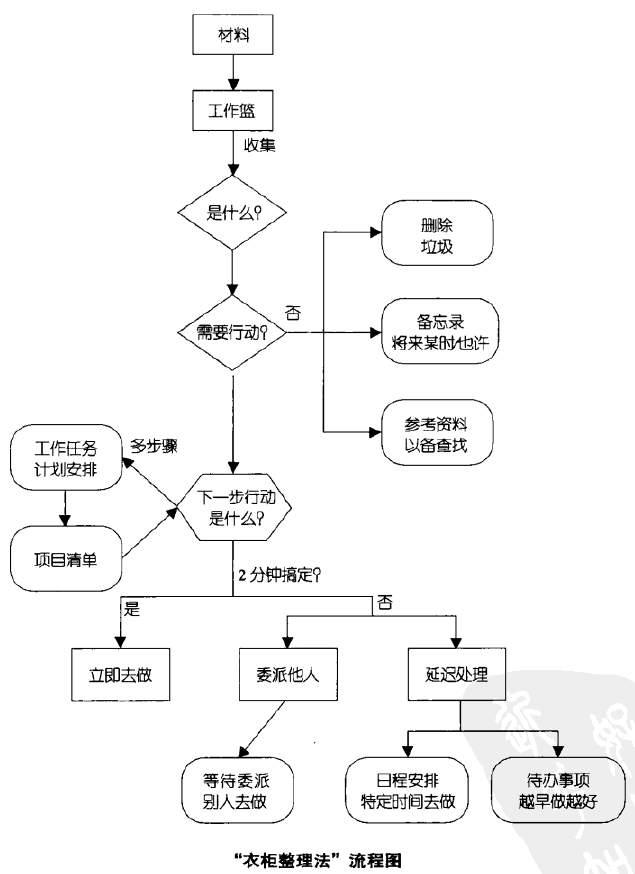 材料
工作篮
收集
是什么?
删除
垃圾
需要行动?
否
备忘录
将来某时/也许
参考资料
以备查找
工作任务
计划安排
多步骤
下一步行动
是什么?
项目清单
2分钟搞定?
是
否
立即去做
委派他人
延迟处理
等待委派
别人去做
日程安排
特定时间去做
待办事项
越早做越好
“衣柜整理法”流程图